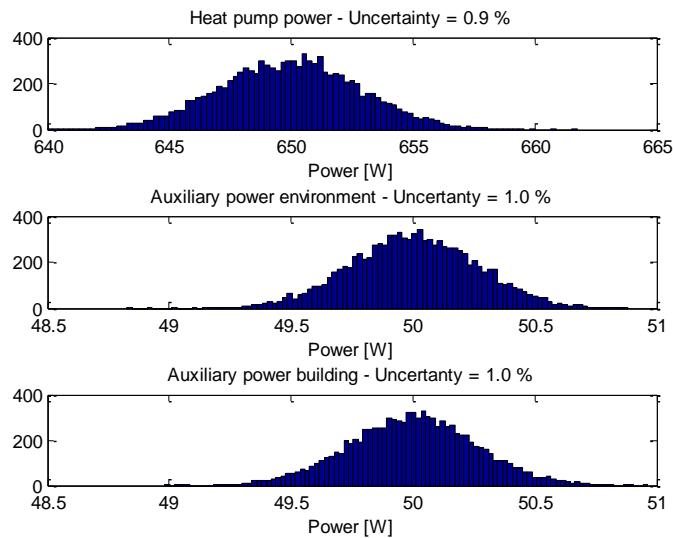 Heat pump power - Uncertainty = 0.9 %
400
200
0
640 645 650 655 660 665
Power [W]
Auxiliary power environment - Uncertanty = 1.0 %
400
200
0
48.5 49 49.5 50 50.5 51
Power [W]
Auxiliary power building - Uncertanty = 1.0 %
400
200
0
48.5 49 49.5 50 50.5 51
Power [W]